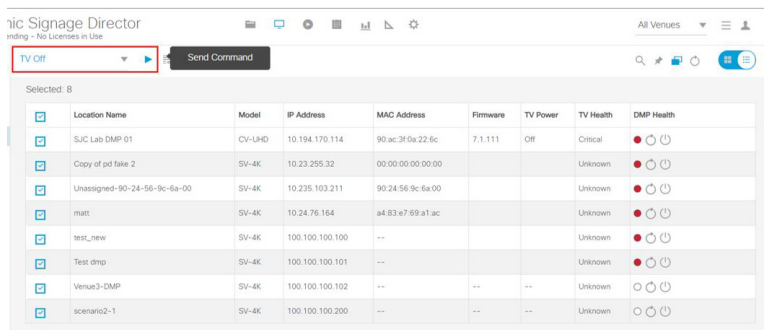 nic Signage Director
ending - No Licenses in Use
All Venues
TV Off
Send Command
Selected: 8
Location Name Model IP Address MAC Address Firmware TV Power TV Health DMP Health
SJC Lab DMP 01 CV-UHD 10.194.170.114 90:ac:3f:0a:22:6c 7.1.111 Off Critical
Copy of pd fake 2 SV-4K 10.23.255.32 00:00:00:00:00:00 Unknown
Unassigned-90-24-56-9c-6a-00 SV-4K 10.235.103.211 90:24:56:9c:6a:00 Unknown
matt SV-4K 10.24.76.164 a4:83:e7:69:a1:ac Unknown
test_new SV-4K 100.100.100.100 -- Unknown
Test dmp SV-4K 100.100.100.101 -- Unknown
Venue3-DMP SV-4K 100.100.100.102 -- -- -- Unknown
scenario2-1 SV-4K 100.100.100.200 -- -- -- Unknown